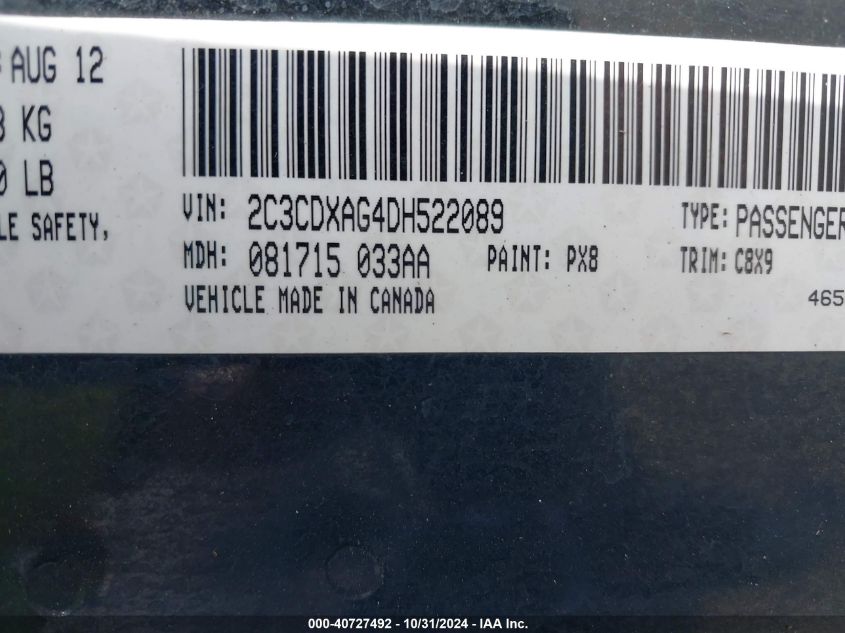 AUG 12
KG
LB
SAFETY,
VIN: 2C3CDXAG4DH522089
TYPE: PASSENGER
MDH: 081715 033AA
PAINT: PX8
TRIM: C8X9
VEHICLE MADE IN CANADA
465
000-40727492 - 10/31/2024 - IAA Inc.